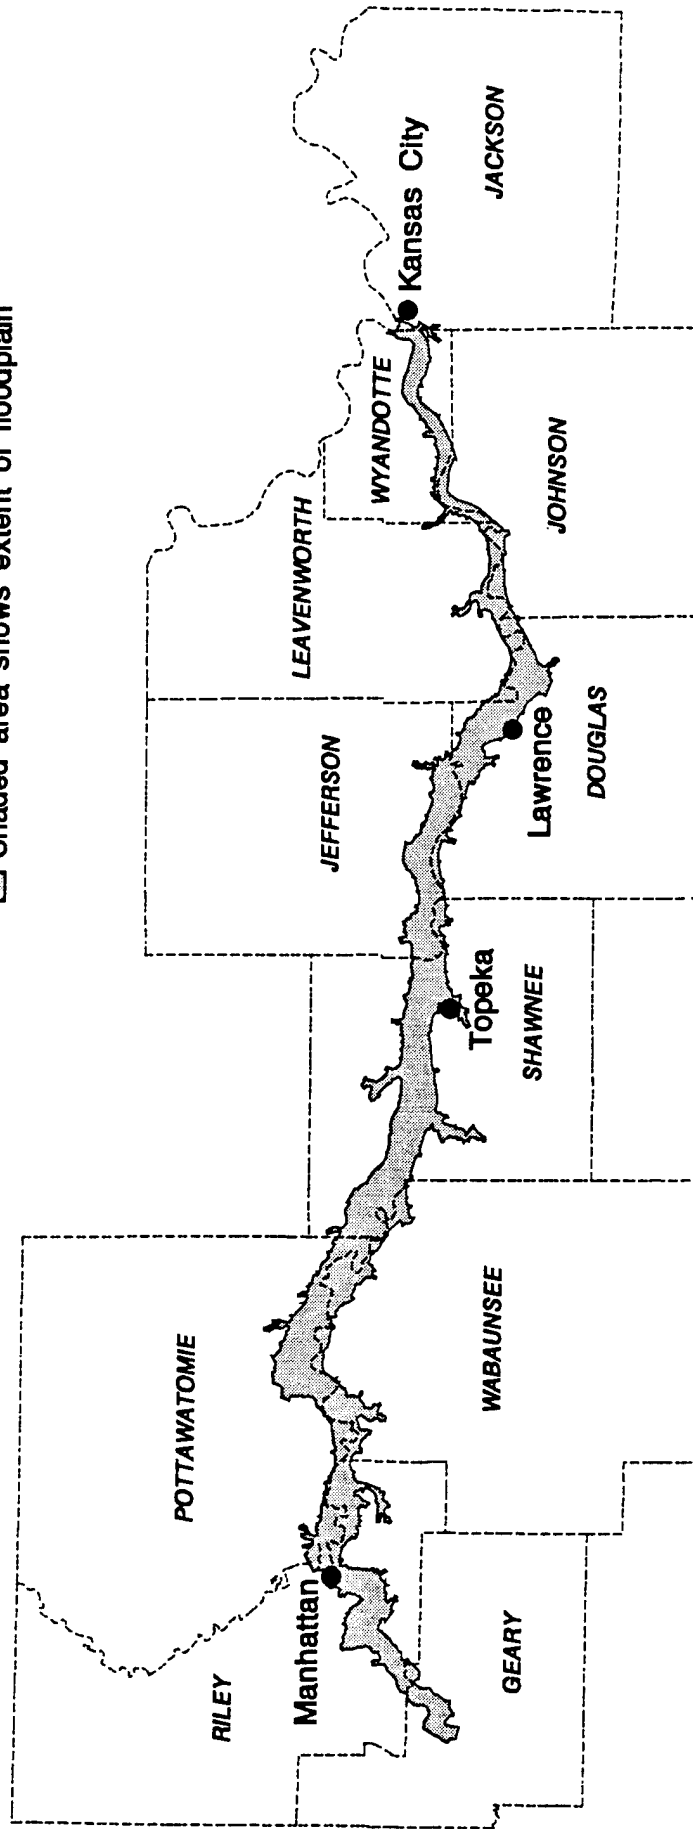 Shaded area shows extent of floodplain
POTTAWATOMIE
RILEY
Manhattan
GEARY
WABAUNSEE
Topeka
SHAWNEE
JEFFERSON
LEAVENWORTH
Lawrence
DOUGLAS
WYANDOTTE
JOHNSON
Kansas City
JACKSON